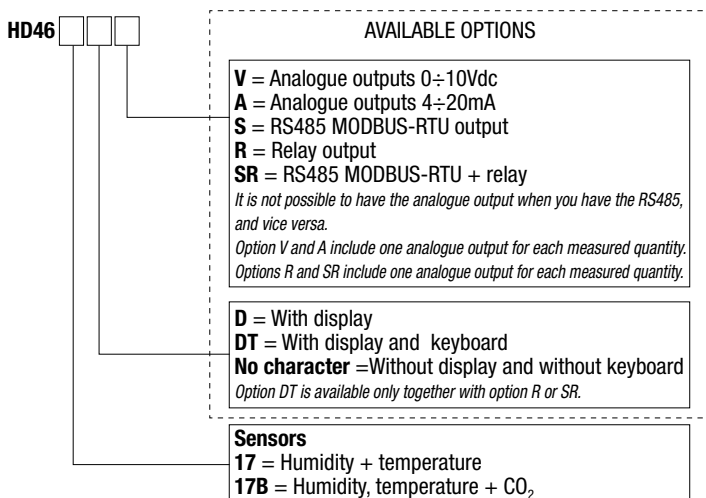 HD46
AVAILABLE OPTIONS
V = Analogue outputs 0÷10Vdc
A = Analogue outputs 4÷20mA
S = RS485 MODBUS-RTU output
R = Relay output
SR = RS485 MODBUS-RTU + relay
It is not possible to have the analogue output when you have the RS485,
and vice versa.
Option V and A include one analogue output for each measured quantity.
Options R and SR include one analogue output for each measured quantity.
D = With display
DT = With display and keyboard
No character =Without display and without keyboard
Option DT is available only together with option R or SR.
Sensors
17 = Humidity + temperature
17B = Humidity, temperature + CO₂